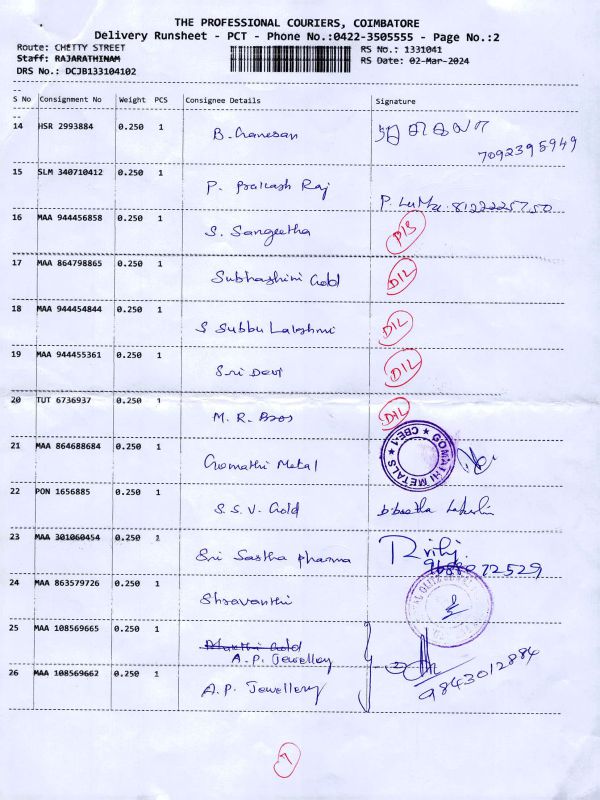 THE PROFESSIONAL COURIERS, COIMBATORE
Delivery Runsheet - PCT - Phone No.:0422-3505555 - Page No.:2
Route: CHETTY STREET RS No.: 1331041
Staff: RAJARATHINAM RS Date: 02-Mar-2024
DRS No.: DCJB133104102
S No Consignment No Weight PCS Consignee Details Signature
14 HSR 2993884 0.250 1 B. Ganesan
7092395949
15 SLM 340710412 0.250 1 P. Prakash Raj P. 8122225750
16 MAA 944456858 0.250 1 S. Sangeetha
17 MAA 864798865 0.250 1 Subhashini Gold D/L
18 MAA 944454844 0.250 1 S Subbu Lakshmi D/L
19 MAA 944455361 0.250 1 Sri Devi D/L
20 TUT 6736937 0.250 1 M. R. Bros D/L
21 MAA 864688684 0.250 1 Gomathi Metal GOMATHI METALS ★ CBE-1 ★
22 PON 1656885 0.250 1 S. S. V. Gold
23 MAA 301060454 0.250 1 Sri Sastha pharma
9688072529
24 MAA 863579726 0.250 1 Shravanthi
25 MAA 108569665 0.250 1 A. P. Jewellery
26 MAA 108569662 0.250 1 A. P. Jewellery 9843012884